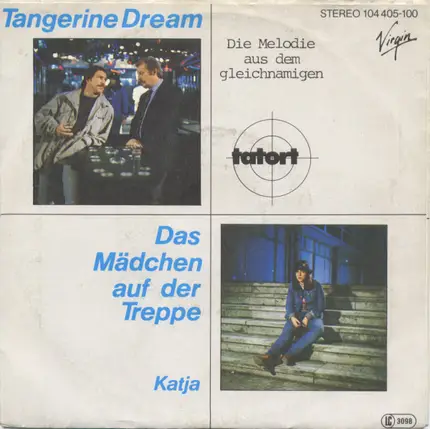 Tangerine Dream
STEREO 104 405-100
Virgin
Die Melodie
aus dem
gleichnamigen
tatort
Das
Mädchen
auf der
Treppe
Katja
LC 3098